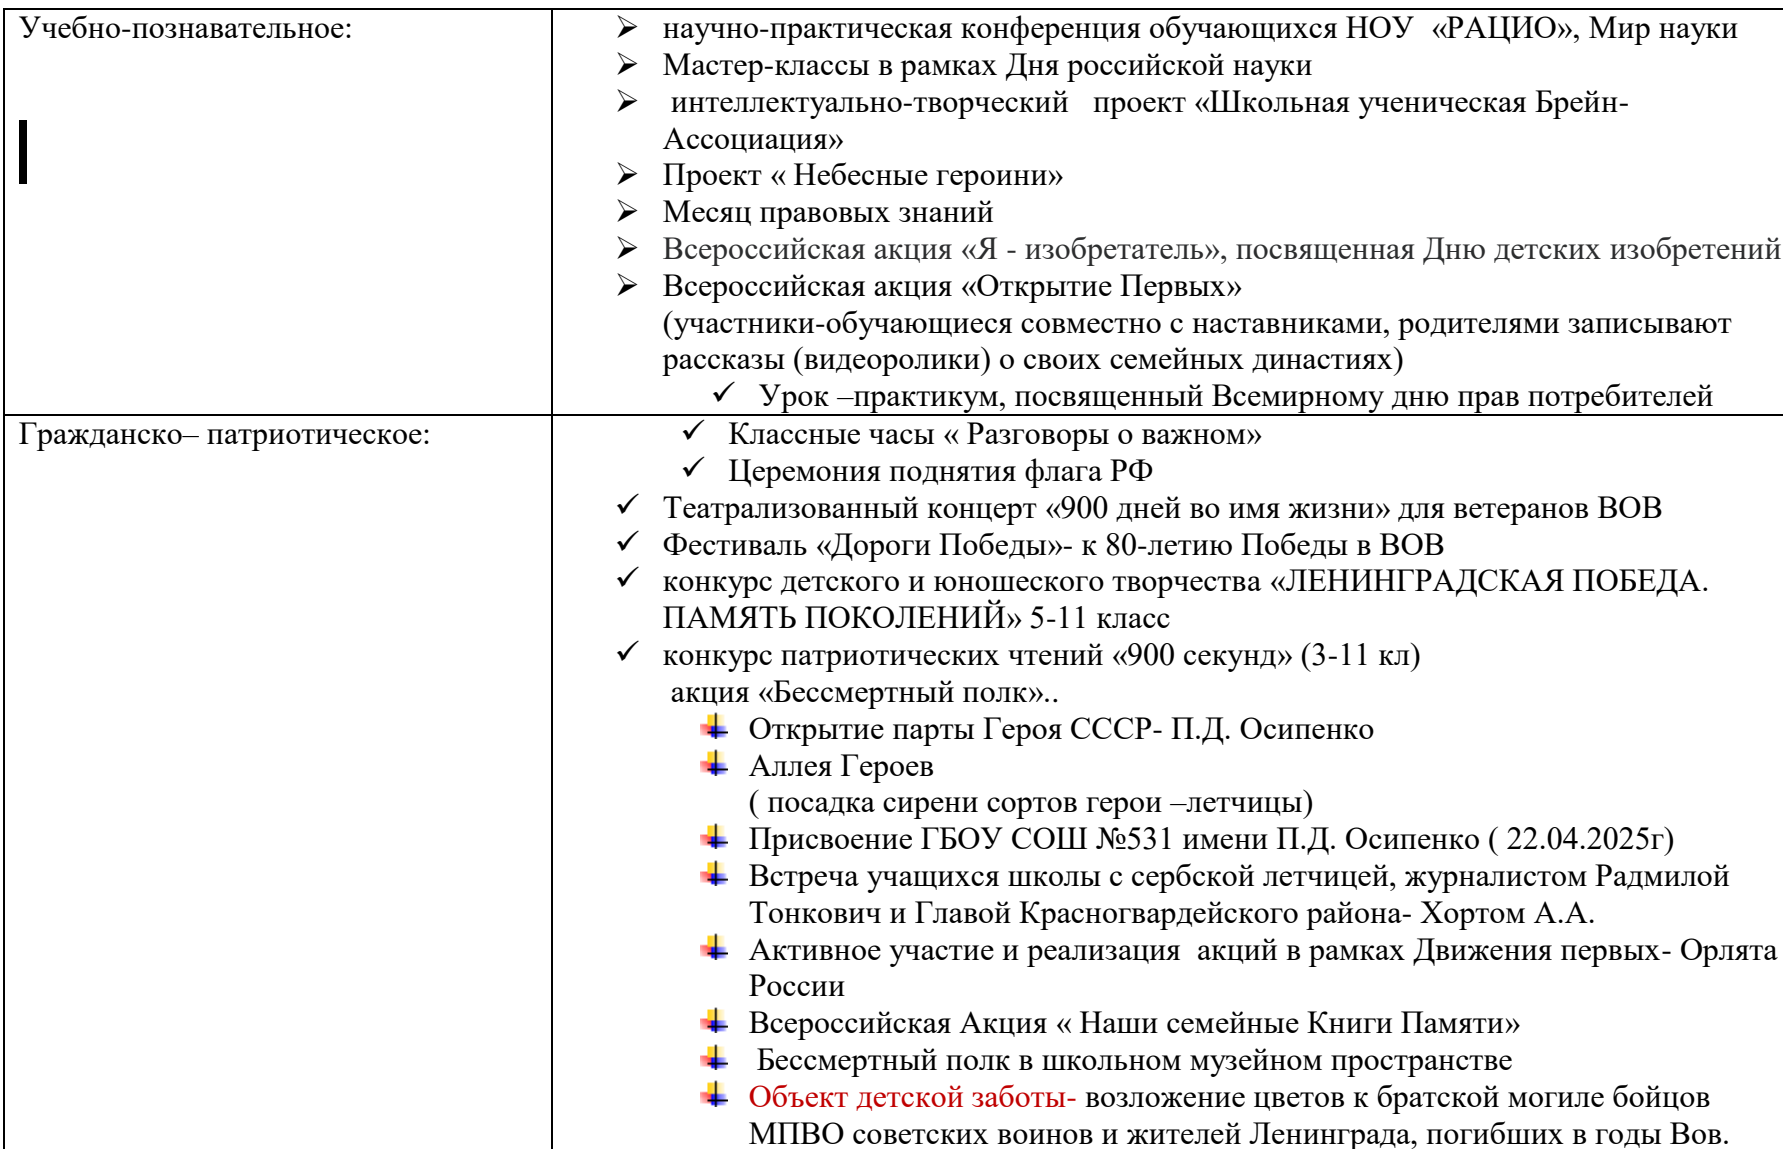 Учебно-познавательное:
научно-практическая конференция обучающихся НОУ «РАЦИО», Мир науки
Мастер-классы в рамках Дня российской науки
интеллектуально-творческий проект «Школьная ученическая Брейн-
Ассоциация»
Проект « Небесные героини»
Месяц правовых знаний
Всероссийская акция «Я - изобретатель», посвященная Дню детских изобретений
Всероссийская акция «Открытие Первых»
(участники-обучающиеся совместно с наставниками, родителями записывают
рассказы (видеоролики) о своих семейных династиях)
Урок –практикум, посвященный Всемирному дню прав потребителей
Гражданско– патриотическое:
Классные часы « Разговоры о важном»
Церемония поднятия флага РФ
Театрализованный концерт «900 дней во имя жизни» для ветеранов ВОВ
Фестиваль «Дороги Победы»- к 80-летию Победы в ВОВ
конкурс детского и юношеского творчества «ЛЕНИНГРАДСКАЯ ПОБЕДА.
ПАМЯТЬ ПОКОЛЕНИЙ» 5-11 класс
конкурс патриотических чтений «900 секунд» (3-11 кл)
акция «Бессмертный полк»..
Открытие парты Героя СССР- П.Д. Осипенко
Аллея Героев
( посадка сирени сортов герои –летчицы)
Присвоение ГБОУ СОШ №531 имени П.Д. Осипенко ( 22.04.2025г)
Встреча учащихся школы с сербской летчицей, журналистом Радмилой
Тонкович и Главой Красногвардейского района- Хортом А.А.
Активное участие и реализация акций в рамках Движения первых- Орлята
России
Всероссийская Акция « Наши семейные Книги Памяти»
Бессмертный полк в школьном музейном пространстве
Объект детской заботы- возложение цветов к братской могиле бойцов
МПВО советских воинов и жителей Ленинграда, погибших в годы Вов.